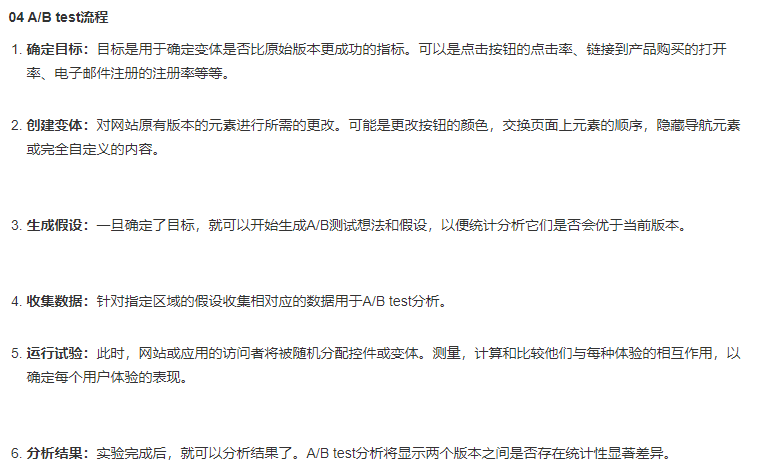 04 A/B test流程
1. 确定目标：目标是用于确定变体是否比原始版本更成功的指标。可以是点击按钮的点击率、链接到产品购买的打开
率、电子邮件注册的注册率等等。
2. 创建变体：对网站原有版本的元素进行所需的更改。可能是更改按钮的颜色，交换页面上元素的顺序，隐藏导航元素
或完全自定义的内容。
3. 生成假设：一旦确定了目标，就可以开始生成A/B测试想法和假设，以便统计分析它们是否会优于当前版本。
4. 收集数据：针对指定区域的假设收集相对应的数据用于A/B test分析。
5. 运行试验：此时，网站或应用的访问者将被随机分配控件或变体。测量，计算和比较他们与每种体验的相互作用，以
确定每个用户体验的表现。
6. 分析结果：实验完成后，就可以分析结果了。A/B test分析将显示两个版本之间是否存在统计性显著差异。